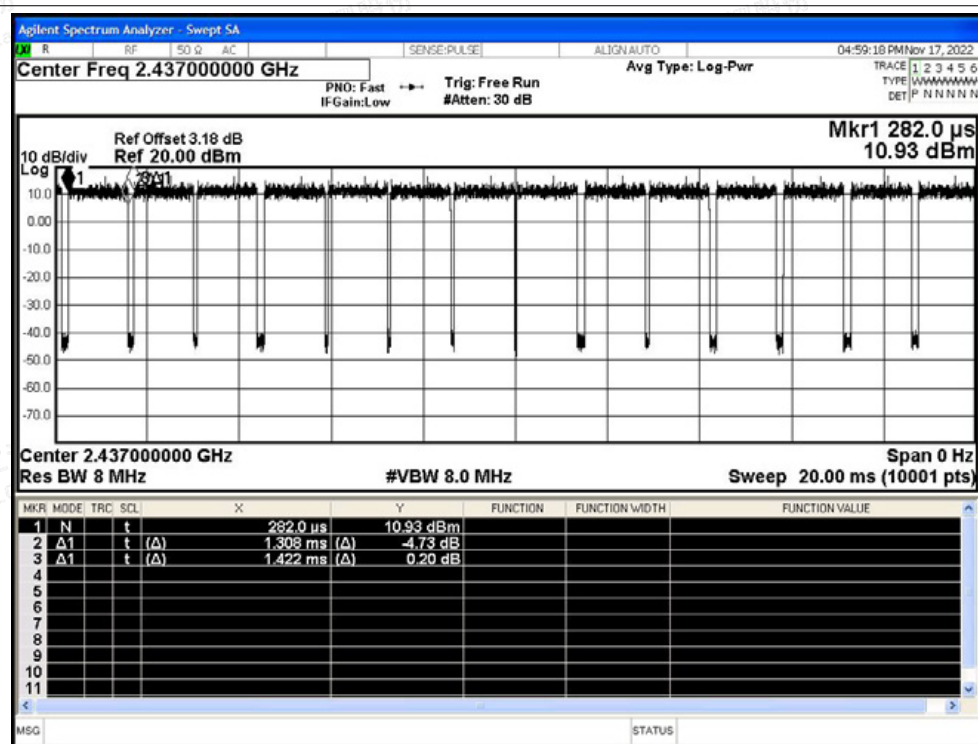 Agilent Spectrum Analyzer - Swept SA
R RF 50 Ω AC SENSE:PULSE ALIGN AUTO 04:59:18 PM Nov 17, 2022
Center Freq 2.437000000 GHz
PNO: Fast
IFGain:Low
Trig: Free Run
#Atten: 30 dB
Avg Type: Log-Pwr
TRACE 1 2 3 4 5 6
TYPE WWWWWW
DET P N N N N N
Mkr1 282.0 µs
10.93 dBm
Ref Offset 3.18 dB
10 dB/div Ref 20.00 dBm
Log
1 3Δ1
10.0
0.00
-10.0
-20.0
-30.0
-40.0
-50.0
-60.0
-70.0
Center 2.437000000 GHz Span 0 Hz
Res BW 8 MHz #VBW 8.0 MHz Sweep 20.00 ms (10001 pts)
MKR MODE TRC SCL X Y FUNCTION FUNCTION WIDTH FUNCTION VALUE
1 N t 282.0 µs 10.93 dBm
2 Δ1 t (Δ) 1.308 ms (Δ) -4.73 dB
3 Δ1 t (Δ) 1.422 ms (Δ) 0.20 dB
4
5
6
7
8
9
10
11
MSG STATUS